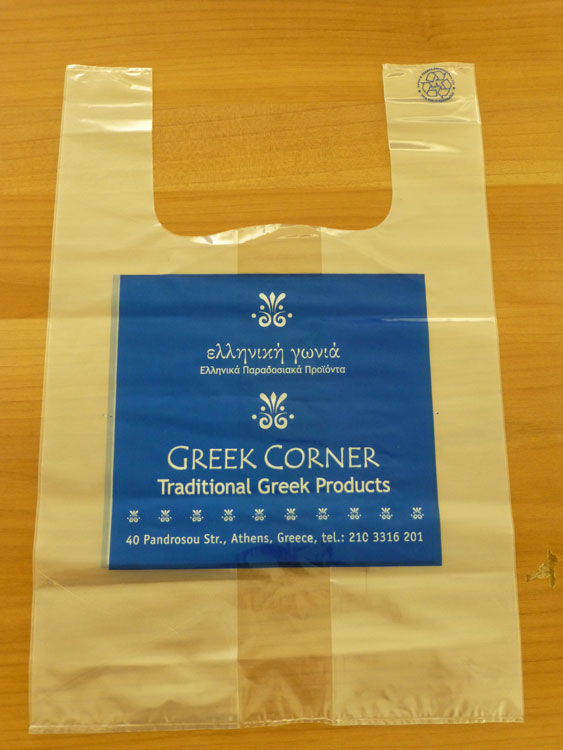 ελληνική γωνιά
Ελληνικά Παραδοσιακά Προϊόντα
GREEK CORNER
Traditional Greek Products
40 Pandrosou Str., Athens, Greece, tel.: 210 3316 201